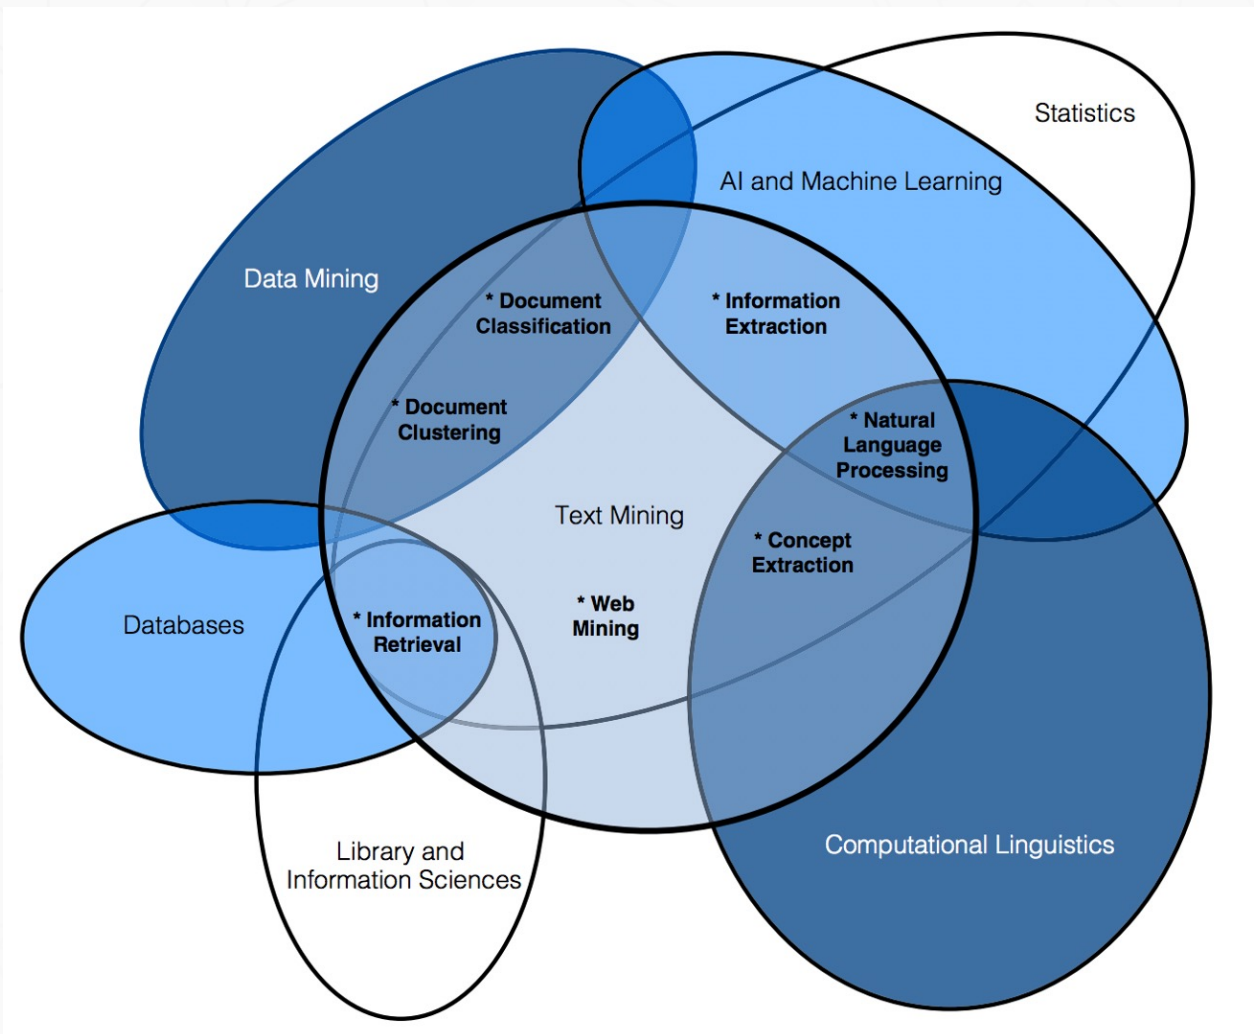 Statistics
AI and Machine Learning
Data Mining
* Document
Classification
* Information
Extraction
* Document
Clustering
* Natural
Language
Processing
Text Mining
* Concept
Extraction
* Web
Mining
Databases
* Information
Retrieval
Library and
Information Sciences
Computational Linguistics